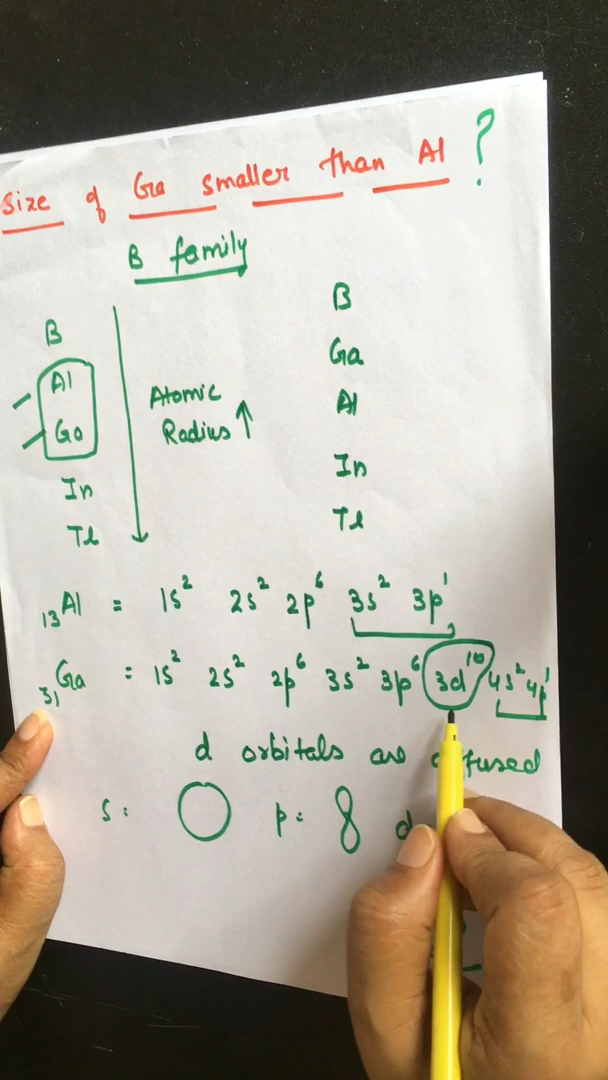 Size of Ga smaller than Al ?
B family
B
Al
Ga
In
Tl
Atomic
Radius ↑
B
Ga
Al
In
Tl
₁₃Al = 1s² 2s² 2p⁶ 3s² 3p¹
₃₁Ga = 1s² 2s² 2p⁶ 3s² 3p⁶ 3d¹⁰ 4s² 4p¹
d orbitals are
s: p: d